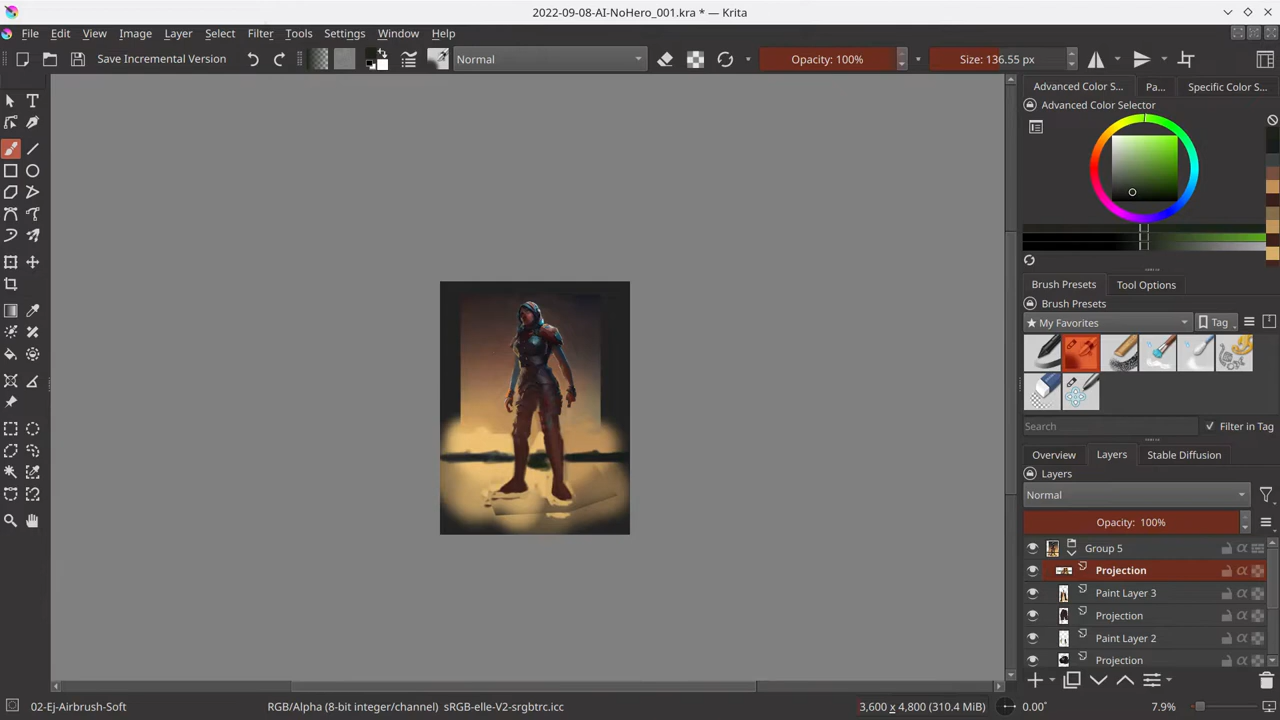 2022-09-08-AI-NoHero_001.kra * — Krita
File Edit View Image Layer Select Filter Tools Settings Window Help
Save Incremental Version Normal Opacity: 100% Size: 136.55 px
Advanced Color S... Pa... Specific Color S...
Advanced Color Selector
Brush Presets Tool Options
Brush Presets
★ My Favorites Tag
Search Filter in Tag
Overview Layers Stable Diffusion
Layers
Normal
Opacity: 100%
Group 5
Projection
Paint Layer 3
Projection
Paint Layer 2
Projection
02-Ej-Airbrush-Soft RGB/Alpha (8-bit integer/channel) sRGB-elle-V2-srgbtrc.icc 3,600 x 4,800 (310.4 MiB) 0.00° 7.9%